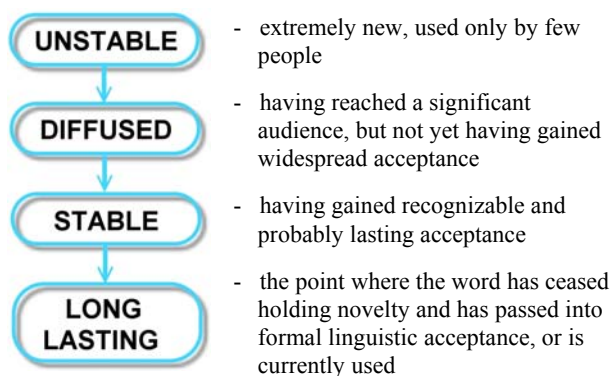 UNSTABLE
- extremely new, used only by few
people
DIFFUSED
- having reached a significant
audience, but not yet having gained
widespread acceptance
STABLE
- having gained recognizable and
probably lasting acceptance
LONG
LASTING
- the point where the word has ceased
holding novelty and has passed into
formal linguistic acceptance, or is
currently used